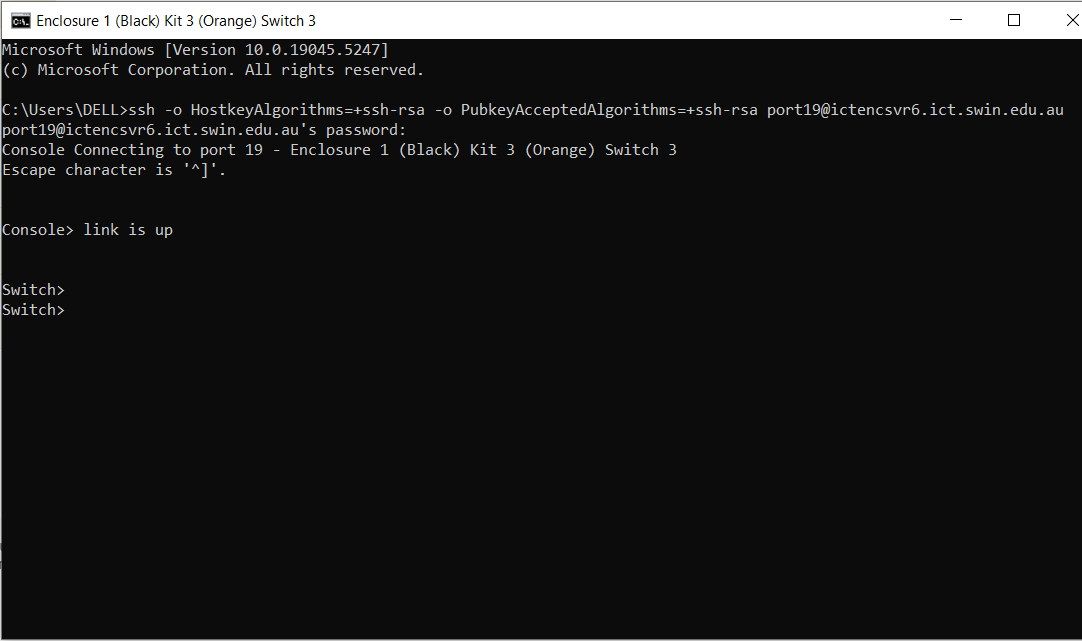 Enclosure 1 (Black) Kit 3 (Orange) Switch 3
Microsoft Windows [Version 10.0.19045.5247]
(c) Microsoft Corporation. All rights reserved.
C:\Users\DELL>ssh -o HostkeyAlgorithms=+ssh-rsa -o PubkeyAcceptedAlgorithms=+ssh-rsa port19@ictencsvr6.ict.swin.edu.au
port19@ictencsvr6.ict.swin.edu.au's password:
Console Connecting to port 19 - Enclosure 1 (Black) Kit 3 (Orange) Switch 3
Escape character is '^]'.
Console> link is up
Switch>
Switch>